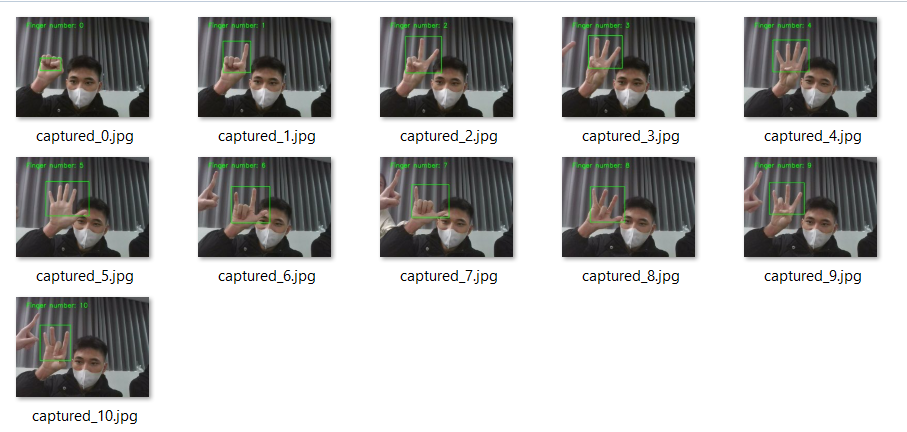 finger number: 0
finger number: 1
finger number: 2
finger number: 3
finger number: 4
captured_0.jpg
captured_1.jpg
captured_2.jpg
captured_3.jpg
captured_4.jpg
finger number: 5
finger number: 6
finger number: 7
finger number: 8
finger number: 9
captured_5.jpg
captured_6.jpg
captured_7.jpg
captured_8.jpg
captured_9.jpg
finger number: 10
captured_10.jpg